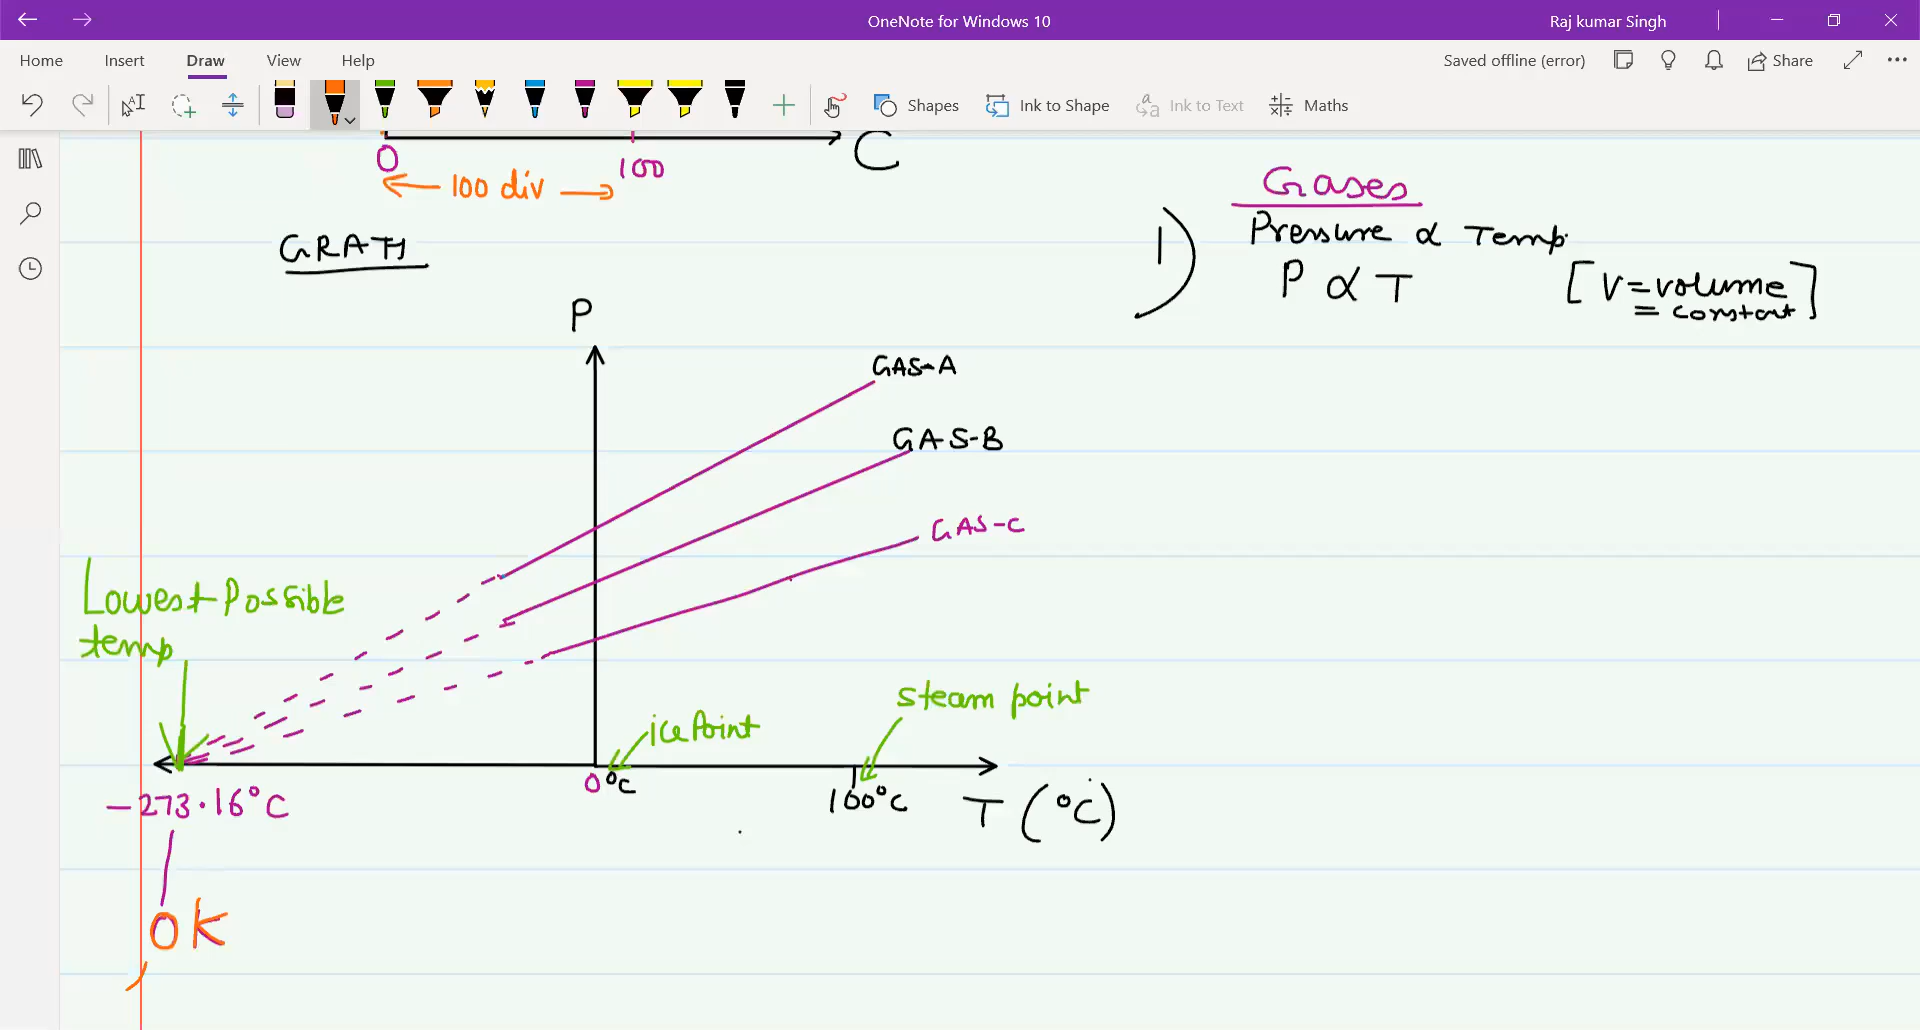 OneNote for Windows 10
Raj kumar Singh
Home Insert Draw View Help
Saved offline (error)
Share
Shapes
Ink to Shape
Ink to Text
Maths
0 100 C
100 div
Gases
1) Pressure ∝ Temp.
P ∝ T [V = volume
= constant]
GRATH
P
GAS-A
GAS-B
GAS-C
Lowest Possible
temp
steam point
ice Point
0°C
100°C
T (°C)
-273.16°C
0K